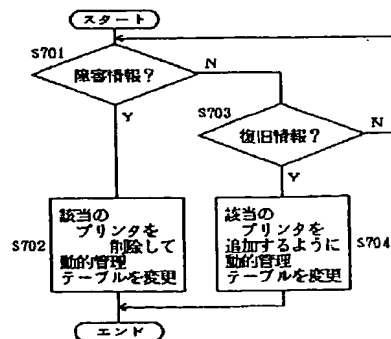 スタート
S701
障害情報?
N
Y
S703
復旧情報?
N
Y
S702
該当の
プリンタを
削除して
動的管理
テーブルを変更
該当の
プリンタを
追加するように
動的管理
テーブルを変更
S704
エンド